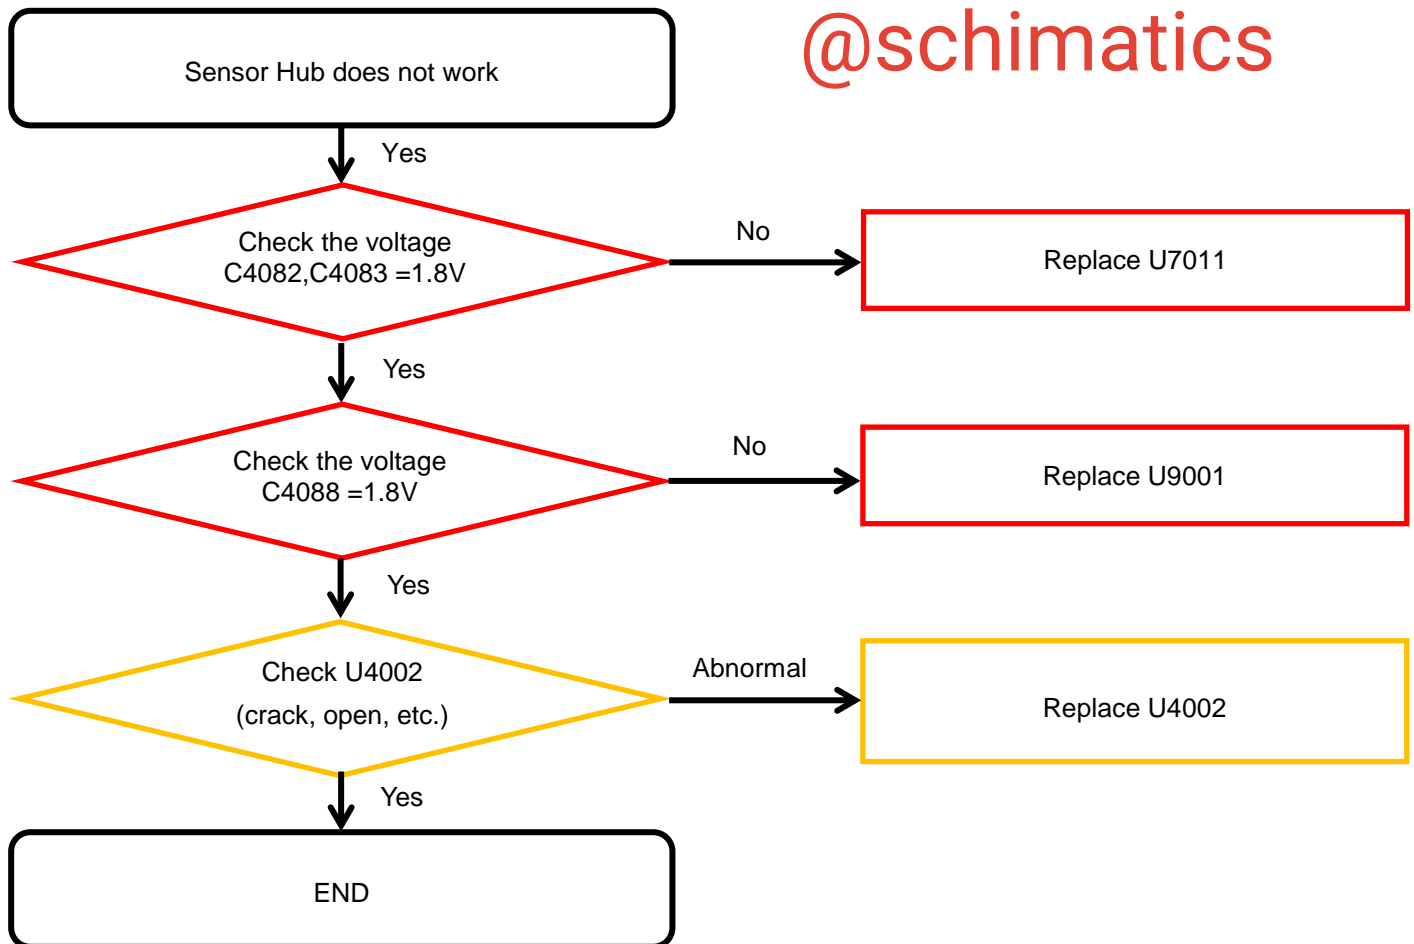 @schimatics
Sensor Hub does not work
Yes
Check the voltage
C4082,C4083 =1.8V
No
Replace U7011
Yes
Check the voltage
C4088 =1.8V
No
Replace U9001
Yes
Check U4002
(crack, open, etc.)
Abnormal
Replace U4002
Yes
END